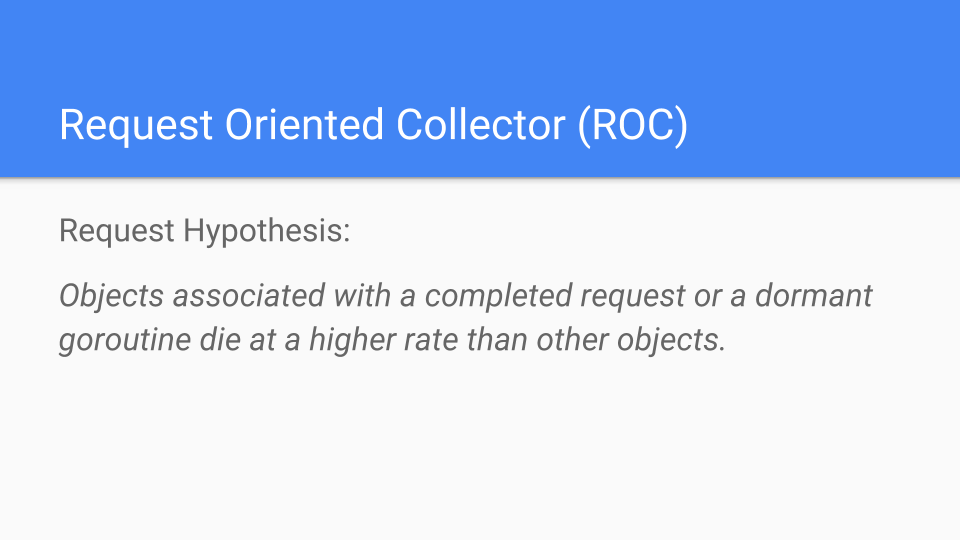 Request Oriented Collector (ROC)
Request Hypothesis:
Objects associated with a completed request or a dormant
goroutine die at a higher rate than other objects.